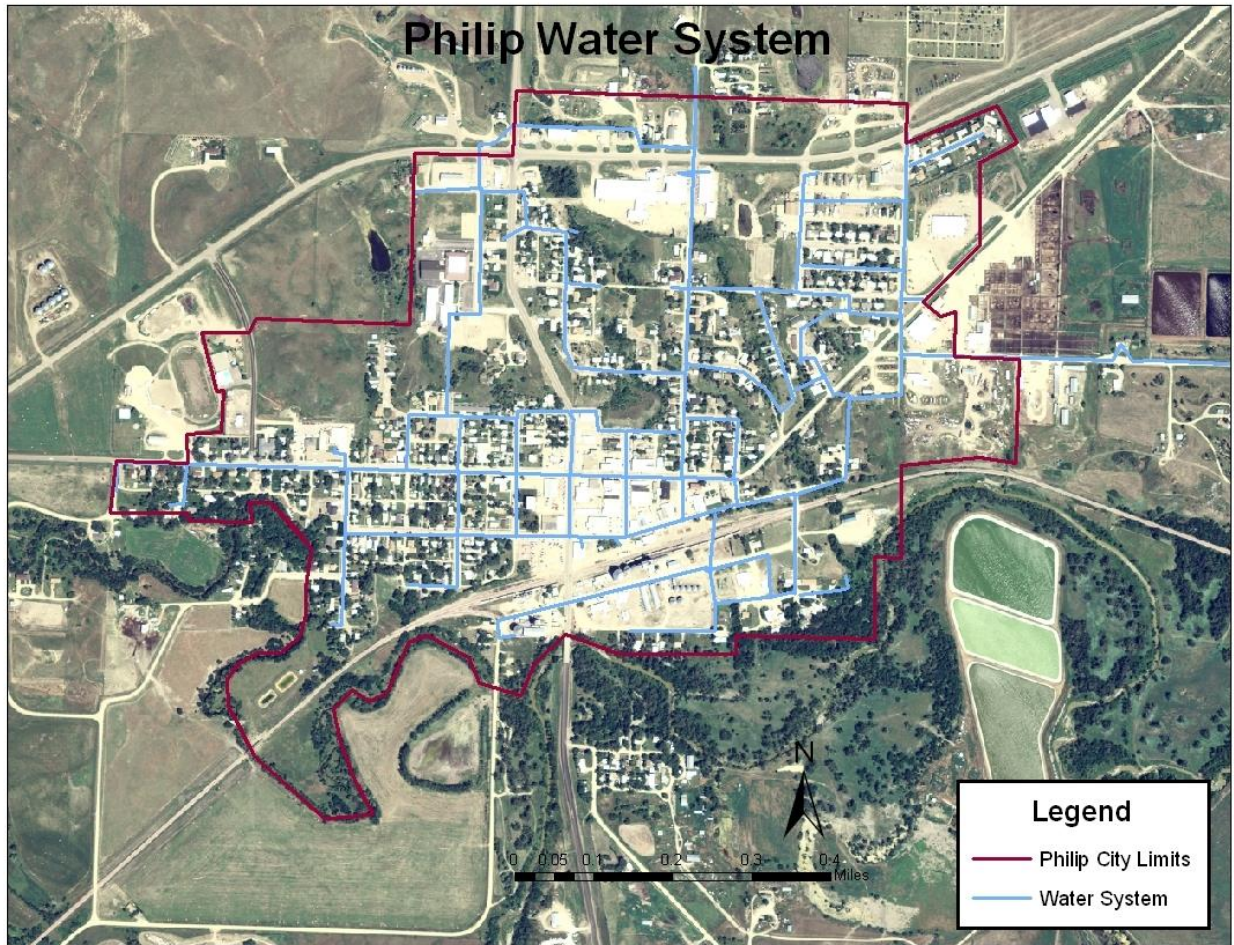 Philip Water System
N
0 0.05 0.1 0.2 0.3 0.4
Miles
Legend
Philip City Limits
Water System